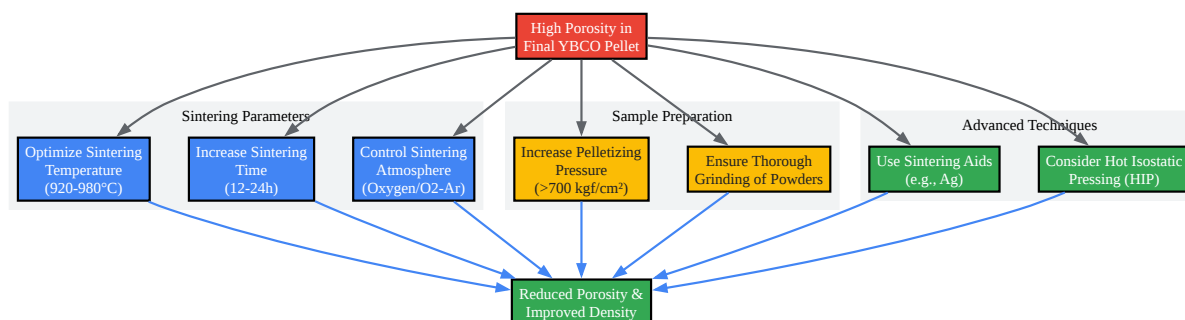 High Porosity in
Final YBCO Pellet
Sintering Parameters
Sample Preparation
Advanced Techniques
Optimize Sintering
Temperature
(920-980°C)
Increase Sintering
Time
(12-24h)
Control Sintering
Atmosphere
(Oxygen/O2-Ar)
Increase Pelletizing
Pressure
(>700 kgf/cm²)
Ensure Thorough
Grinding of Powders
Use Sintering Aids
(e.g., Ag)
Consider Hot Isostatic
Pressing (HIP)
Reduced Porosity &
Improved Density